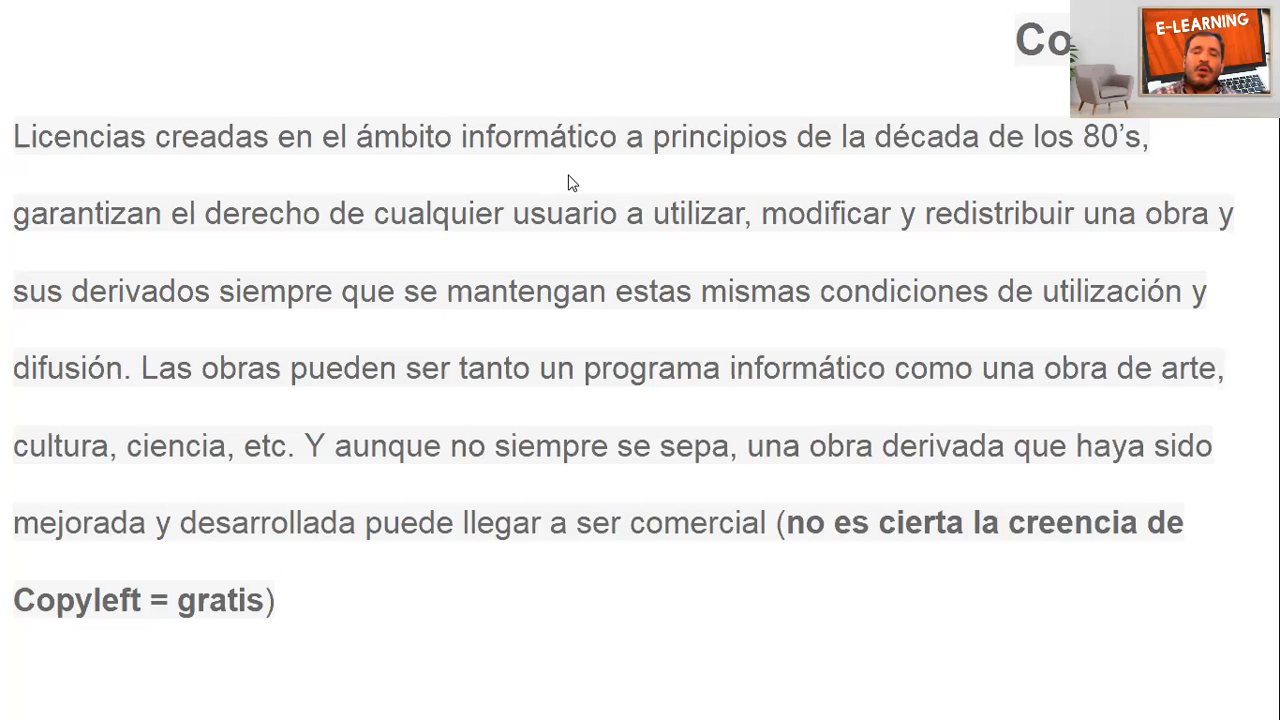 Co
E-LEARNING
Licencias creadas en el ámbito informático a principios de la década de los 80’s,
garantizan el derecho de cualquier usuario a utilizar, modificar y redistribuir una obra y
sus derivados siempre que se mantengan estas mismas condiciones de utilización y
difusión. Las obras pueden ser tanto un programa informático como una obra de arte,
cultura, ciencia, etc. Y aunque no siempre se sepa, una obra derivada que haya sido
mejorada y desarrollada puede llegar a ser comercial (no es cierta la creencia de
Copyleft = gratis)